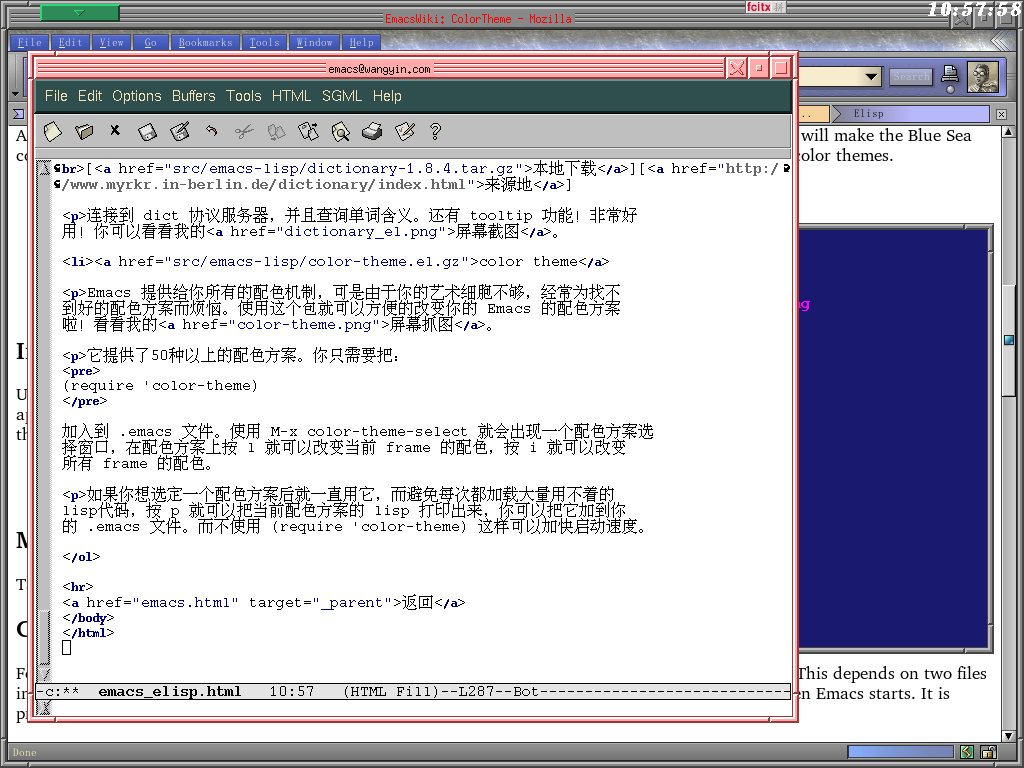 fcitx 拼
10:57:58
EmacsWiki: ColorTheme - Mozilla
File Edit View Go Bookmarks Tools Window Help
Search
emacs@wangyin.com
File Edit Options Buffers Tools HTML SGML Help
.. Elisp
will make the Blue Sea
color themes.
br>[<a href="src/emacs-lisp/dictionary-1.8.4.tar.gz">本地下载</a>][<a href="http:/
/www.myrkr.in-berlin.de/dictionary/index.html">来源地</a>]
<p>连接到 dict 协议服务器，并且查询单词含义。还有 tooltip 功能! 非常好
用! 你可以看看我的<a href="dictionary_el.png">屏幕截图</a>。
<li><a href="src/emacs-lisp/color-theme.el.gz">color theme</a>
<p>Emacs 提供给你所有的配色机制，可是由于你的艺术细胞不够，经常为找不
到好的配色方案而烦恼。使用这个包就可以方便的改变你的 Emacs 的配色方案
啦! 看看我的<a href="color-theme.png">屏幕抓图</a>。
<p>它提供了50种以上的配色方案。你只需要把:
<pre>
(require 'color-theme)
</pre>
加入到 .emacs 文件。使用 M-x color-theme-select 就会出现一个配色方案选
择窗口，在配色方案上按 l 就可以改变当前 frame 的配色，按 i 就可以改变
所有 frame 的配色。
<p>如果你想选定一个配色方案后就一直用它，而避免每次都加载大量用不着的
lisp代码，按 p 就可以把当前配色方案的 lisp 打印出来，你可以把它加到你
的 .emacs 文件。而不使用 (require 'color-theme) 这样可以加快启动速度。
</ol>
<hr>
<a href="emacs.html" target="_parent">返回</a>
</body>
</html>
-c:** emacs_elisp.html 10:57 (HTML Fill)--L287--Bot
This depends on two files
Emacs starts. It is
Done